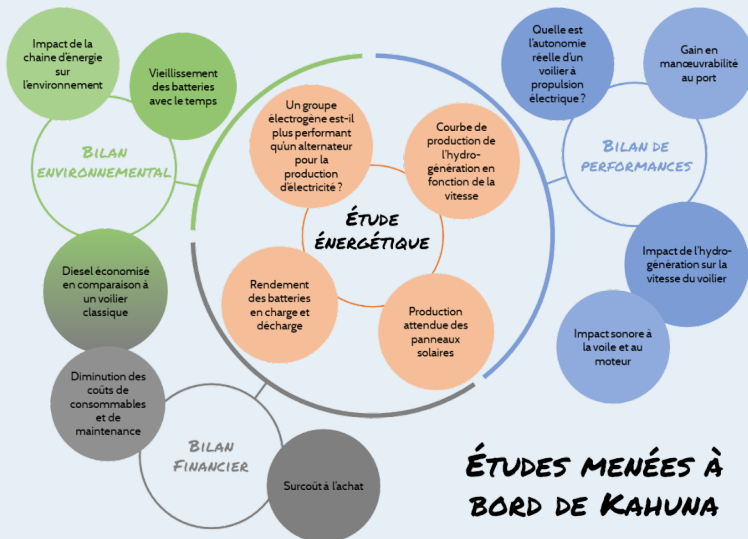 Impact de la
chaine d'énergie
sur
l'environnement
Vieillissement
des batteries
avec le temps
BILAN
ENVIRONNEMENTAL
Diesel économisé
en comparaison à
un voilier
classique
Un groupe
électrogène est-il
plus performant
qu'un alternateur
pour la
production
d'électricité ?
Courbe de
production de
l'hydro-
génération en
fonction de la
vitesse
ÉTUDE
ÉNERGÉTIQUE
Rendement
des batteries
en charge et
décharge
Production
attendue des
panneaux
solaires
Quelle est
l'autonomie
réelle d'un
voilier à
propulsion
électrique ?
Gain en
manœuvrabilité
au port
BILAN DE
PERFORMANCES
Impact de l'hydro-
génération sur la
vitesse du voilier
Impact sonore à
la voile et au
moteur
Diminution des
coûts de
consommables
et de
maintenance
BILAN
FINANCIER
Surcoût à l'achat
ÉTUDES MENÉES À
BORD DE KAHUNA